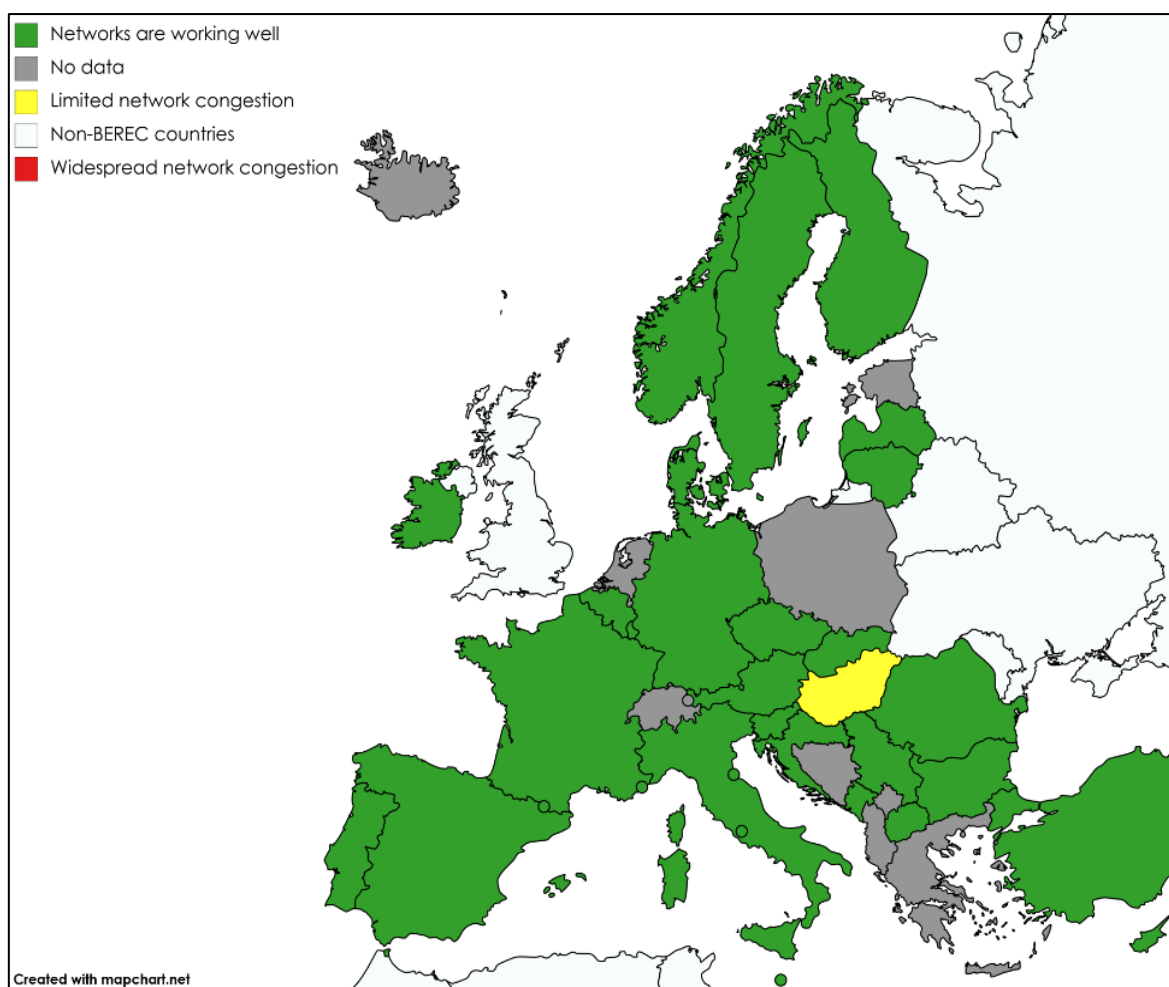 Networks are working well
No data
Limited network congestion
Non-BEREC countries
Widespread network congestion
Created with mapchart.net